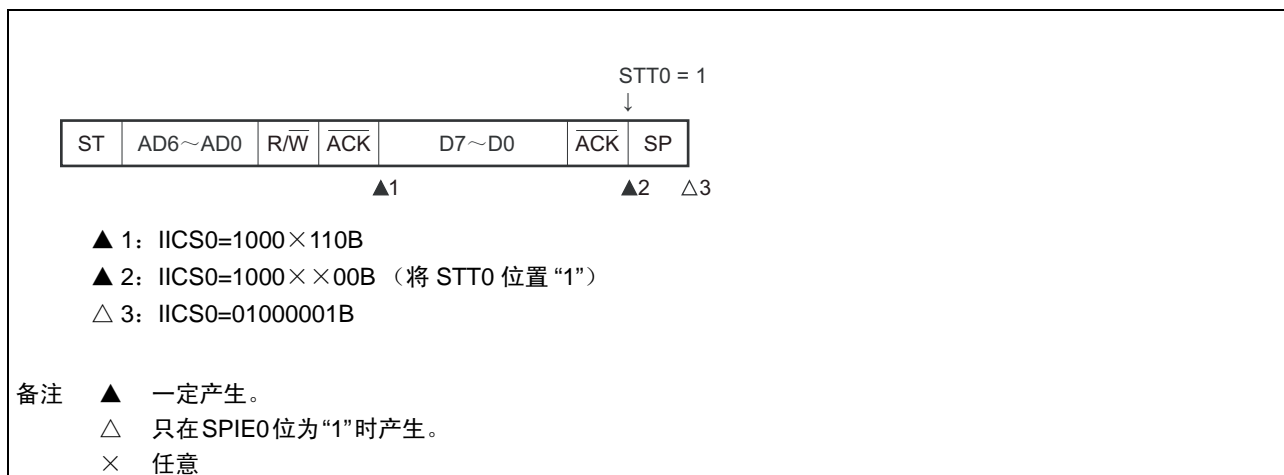 STT0 = 1
↓
ST AD6～AD0 R/W̅ A̅C̅K̅ D7～D0 A̅C̅K̅ SP
▲1 ▲2 △3
▲ 1：IICS0=1000×110B
▲ 2：IICS0=1000××00B （将 STT0 位置 “1”）
△ 3：IICS0=01000001B
备注 ▲ 一定产生。
△ 只在SPIE0位为“1”时产生。
× 任意